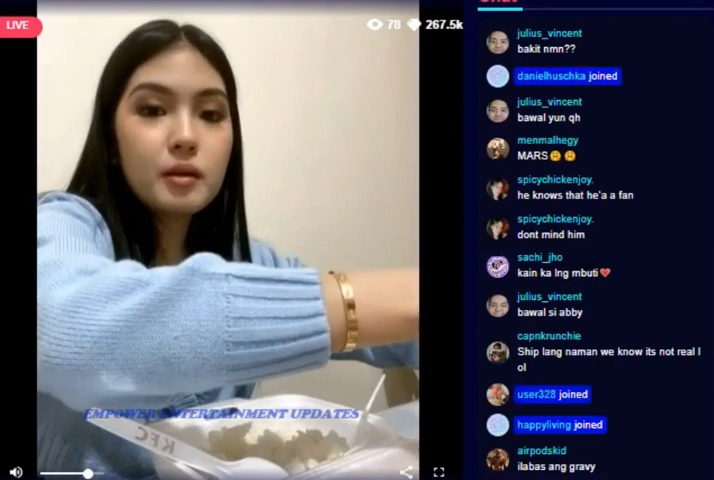 LIVE
78
267.5k
Chat
julius_vincent
bakit nmn??
danielhuschka joined
julius_vincent
bawal yun qh
menmalhegy
MARS
spicychickenjoy.
he knows that he'a a fan
spicychickenjoy.
dont mind him
sachi_jho
kain ka lng mbuti
julius_vincent
bawal si abby
capnkrunchie
Ship lang naman we know its not real l
ol
user328 joined
happyliving joined
airpodskid
ilabas ang gravy
EMPOWER ENTERTAINMENT UPDATES
KFC